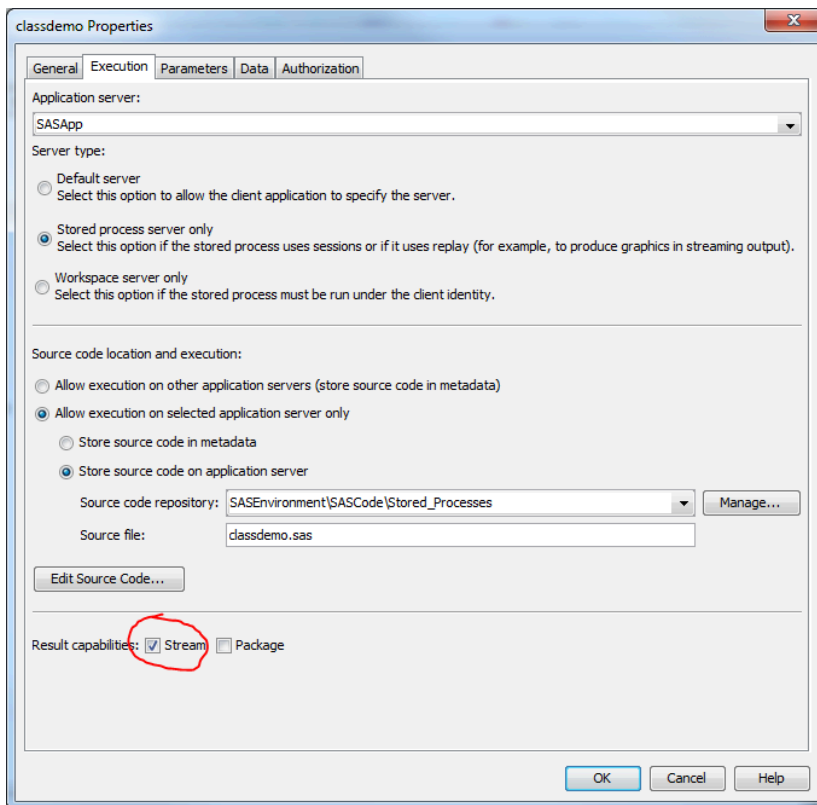 classdemo Properties
General Execution Parameters Data Authorization
Application server:
SASApp
Server type:
Default server
Select this option to allow the client application to specify the server.
Stored process server only
Select this option if the stored process uses sessions or if it uses replay (for example, to produce graphics in streaming output).
Workspace server only
Select this option if the stored process must be run under the client identity.
Source code location and execution:
Allow execution on other application servers (store source code in metadata)
Allow execution on selected application server only
Store source code in metadata
Store source code on application server
Source code repository: SASEnvironment\SASCode\Stored_Processes Manage...
Source file: classdemo.sas
Edit Source Code...
Result capabilities: Stream Package
OK Cancel Help